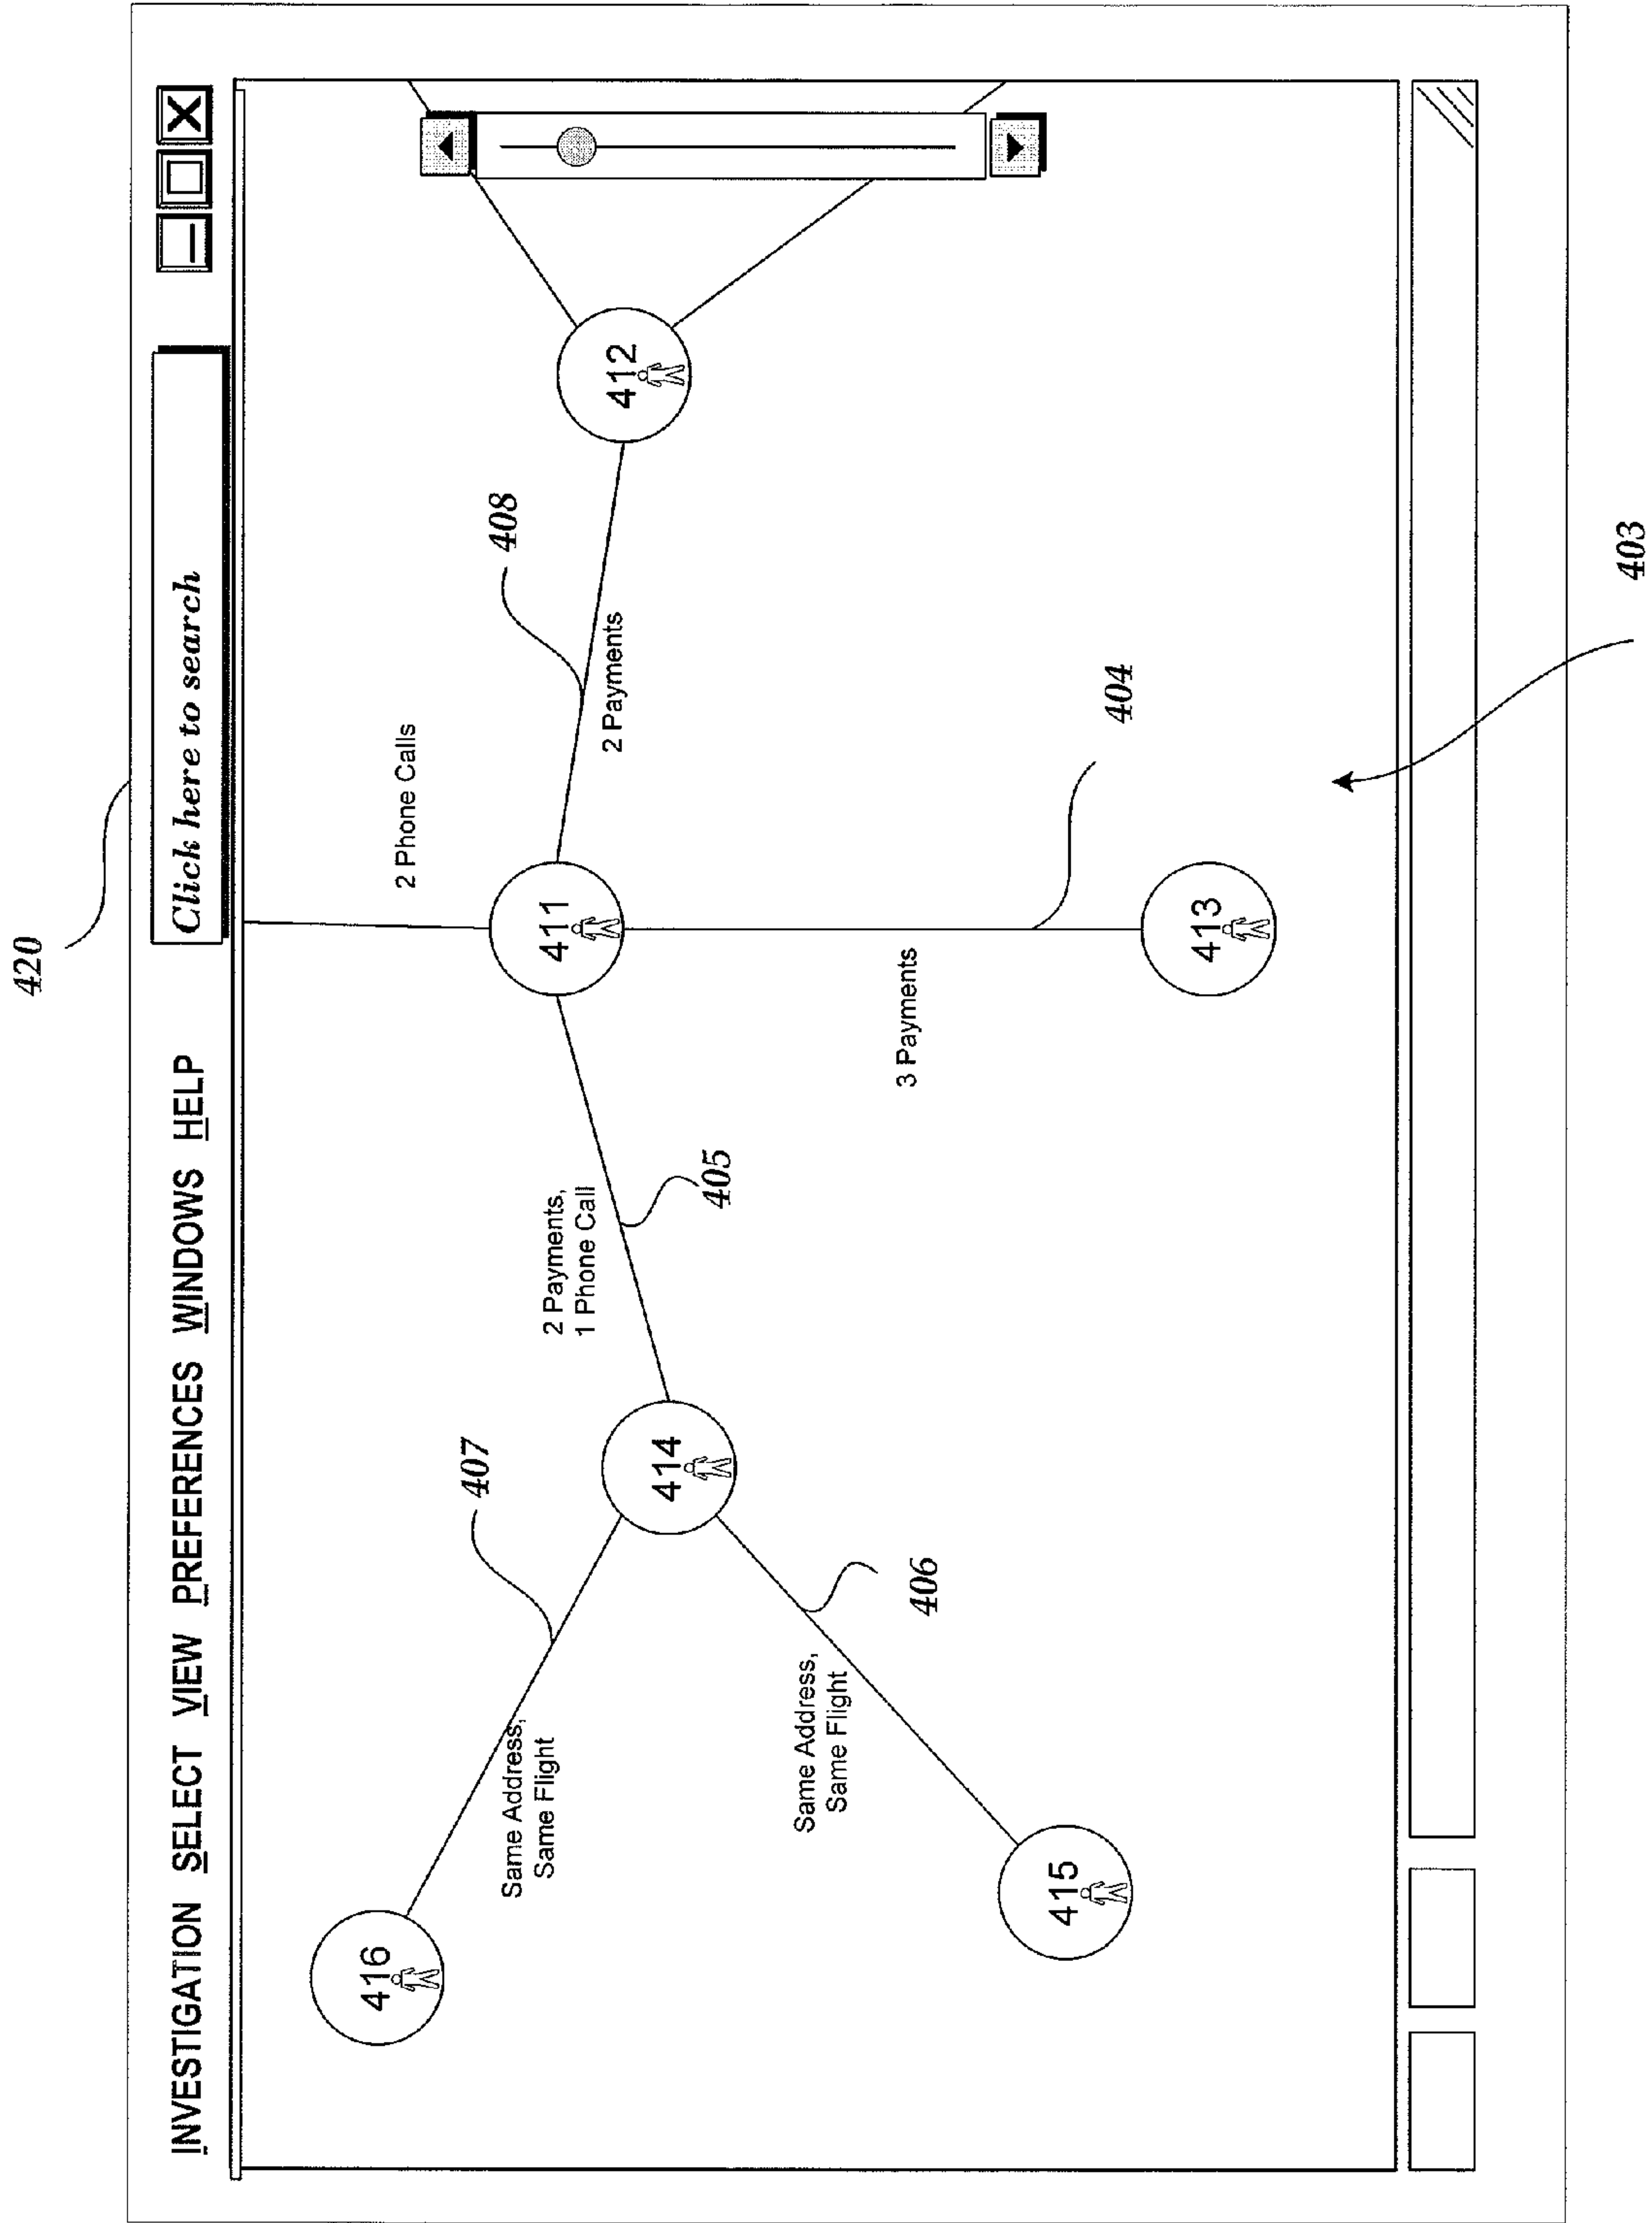 420
INVESTIGATION SELECT VIEW PREFERENCES WINDOWS HELP
Click here to search
416
407
Same Address,
Same Flight
2 Phone Calls
408
411
2 Payments,
1 Phone Call
2 Payments
412
414
405
Same Address,
Same Flight
406
3 Payments
415
404
413
403